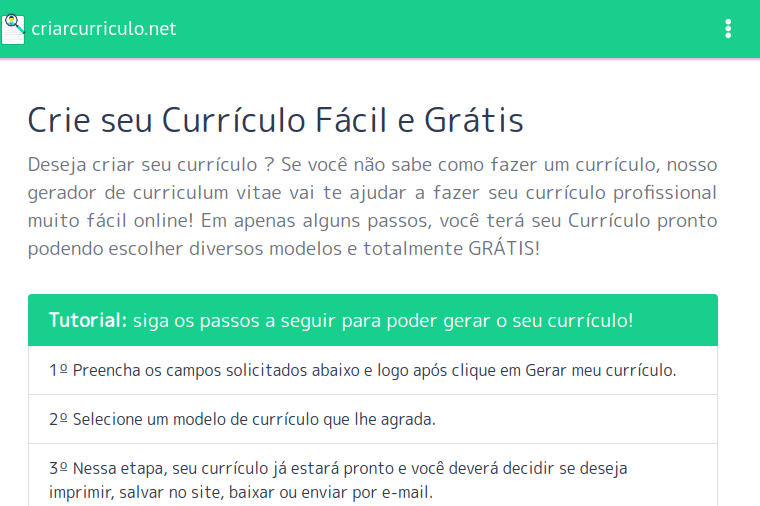 criarcurriculo.net
Crie seu Currículo Fácil e Grátis
Deseja criar seu currículo ? Se você não sabe como fazer um currículo, nosso
gerador de curriculum vitae vai te ajudar a fazer seu currículo profissional
muito fácil online! Em apenas alguns passos, você terá seu Currículo pronto
podendo escolher diversos modelos e totalmente GRÁTIS!
Tutorial: siga os passos a seguir para poder gerar o seu currículo!
1º Preencha os campos solicitados abaixo e logo após clique em Gerar meu currículo.
2º Selecione um modelo de currículo que lhe agrada.
3º Nessa etapa, seu currículo já estará pronto e você deverá decidir se deseja
imprimir, salvar no site, baixar ou enviar por e-mail.